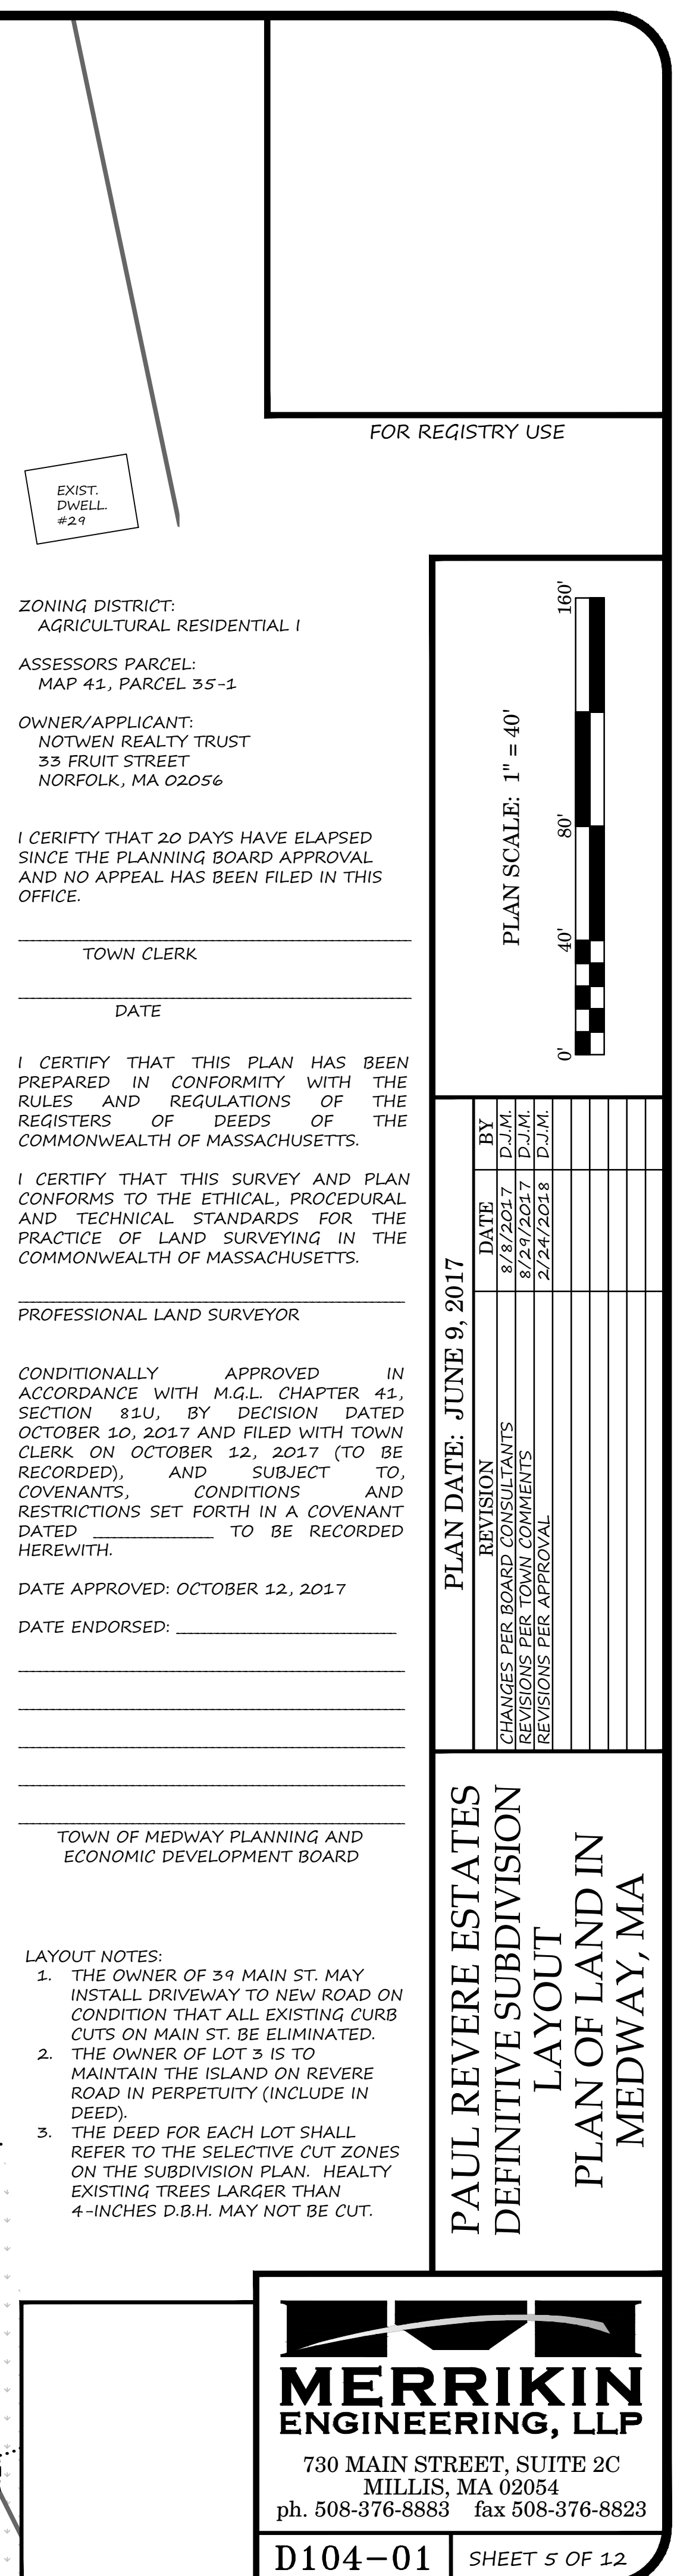 FOR REGISTRY USE
EXIST.
DWELL.
#29
ZONING DISTRICT:
AGRICULTURAL RESIDENTIAL I
ASSESSORS PARCEL:
MAP 41, PARCEL 35-1
OWNER/APPLICANT:
NOTWEN REALTY TRUST
33 FRUIT STREET
NORFOLK, MA 02056
I CERIFTY THAT 20 DAYS HAVE ELAPSED
SINCE THE PLANNING BOARD APPROVAL
AND NO APPEAL HAS BEEN FILED IN THIS
OFFICE.
TOWN CLERK
DATE
I CERTIFY THAT THIS PLAN HAS BEEN
PREPARED IN CONFORMITY WITH THE
RULES AND REGULATIONS OF THE
REGISTERS OF DEEDS OF THE
COMMONWEALTH OF MASSACHUSETTS.
I CERTIFY THAT THIS SURVEY AND PLAN
CONFORMS TO THE ETHICAL, PROCEDURAL
AND TECHNICAL STANDARDS FOR THE
PRACTICE OF LAND SURVEYING IN THE
COMMONWEALTH OF MASSACHUSETTS.
PROFESSIONAL LAND SURVEYOR
CONDITIONALLY APPROVED IN
ACCORDANCE WITH M.G.L. CHAPTER 41,
SECTION 81U, BY DECISION DATED
OCTOBER 10, 2017 AND FILED WITH TOWN
CLERK ON OCTOBER 12, 2017 (TO BE
RECORDED), AND SUBJECT TO,
COVENANTS, CONDITIONS AND
RESTRICTIONS SET FORTH IN A COVENANT
DATED ______________ TO BE RECORDED
HEREWITH.
DATE APPROVED: OCTOBER 12, 2017
DATE ENDORSED: ______________
TOWN OF MEDWAY PLANNING AND
ECONOMIC DEVELOPMENT BOARD
LAYOUT NOTES:
1. THE OWNER OF 39 MAIN ST. MAY
INSTALL DRIVEWAY TO NEW ROAD ON
CONDITION THAT ALL EXISTING CURB
CUTS ON MAIN ST. BE ELIMINATED.
2. THE OWNER OF LOT 3 IS TO
MAINTAIN THE ISLAND ON REVERE
ROAD IN PERPETUITY (INCLUDE IN
DEED).
3. THE DEED FOR EACH LOT SHALL
REFER TO THE SELECTIVE CUT ZONES
ON THE SUBDIVISION PLAN. HEALTY
EXISTING TREES LARGER THAN
4-INCHES D.B.H. MAY NOT BE CUT.
PLAN SCALE: 1" = 40'
0' 40' 80' 160'
PLAN DATE: JUNE 9, 2017
REVISION DATE BY
CHANGES PER BOARD CONSULTANTS 8/8/2017 D.J.M.
REVISIONS PER TOWN COMMENTS 8/29/2017 D.J.M.
REVISIONS PER APPROVAL 2/24/2018 D.J.M.
PAUL REVERE ESTATES
DEFINITIVE SUBDIVISION
LAYOUT
PLAN OF LAND IN
MEDWAY, MA
MERRIKIN
ENGINEERING, LLP
730 MAIN STREET, SUITE 2C
MILLIS, MA 02054
ph. 508-376-8883 fax 508-376-8823
D104-01
SHEET 5 OF 12